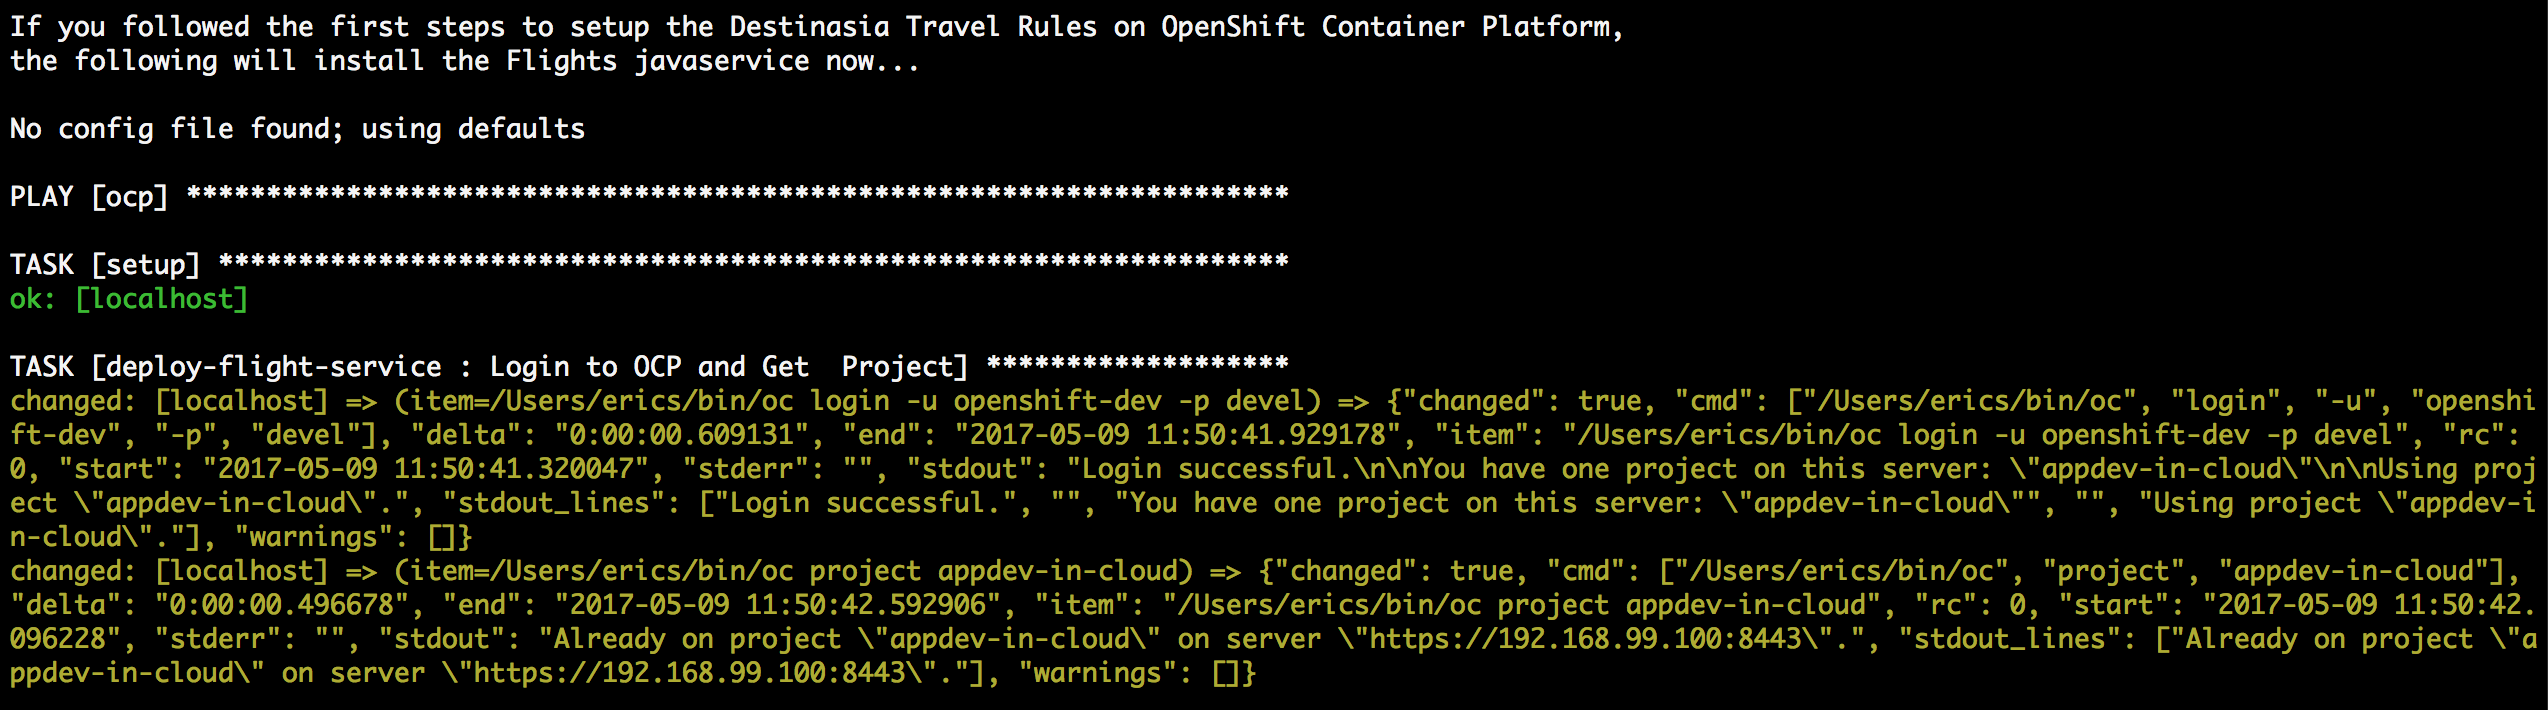 If you followed the first steps to setup the Destinasia Travel Rules on OpenShift Container Platform,
the following will install the Flights javaservice now...
No config file found; using defaults
PLAY [ocp] *********************************************************************
TASK [setup] *******************************************************************
ok: [localhost]
TASK [deploy-flight-service : Login to OCP and Get  Project] *******************
changed: [localhost] => (item=/Users/erics/bin/oc login -u openshift-dev -p devel) => {"changed": true, "cmd": ["/Users/erics/bin/oc", "login", "-u", "openshi
ft-dev", "-p", "devel"], "delta": "0:00:00.609131", "end": "2017-05-09 11:50:41.929178", "item": "/Users/erics/bin/oc login -u openshift-dev -p devel", "rc":
0, "start": "2017-05-09 11:50:41.320047", "stderr": "", "stdout": "Login successful.\n\nYou have one project on this server: \"appdev-in-cloud\"\n\nUsing proj
ect \"appdev-in-cloud\".", "stdout_lines": ["Login successful.", "", "You have one project on this server: \"appdev-in-cloud\"", "", "Using project \"appdev-i
n-cloud\"."], "warnings": []}
changed: [localhost] => (item=/Users/erics/bin/oc project appdev-in-cloud) => {"changed": true, "cmd": ["/Users/erics/bin/oc", "project", "appdev-in-cloud"],
"delta": "0:00:00.496678", "end": "2017-05-09 11:50:42.592906", "item": "/Users/erics/bin/oc project appdev-in-cloud", "rc": 0, "start": "2017-05-09 11:50:42.
096228", "stderr": "", "stdout": "Already on project \"appdev-in-cloud\" on server \"https://192.168.99.100:8443\".", "stdout_lines": ["Already on project \"a
ppdev-in-cloud\" on server \"https://192.168.99.100:8443\"."], "warnings": []}